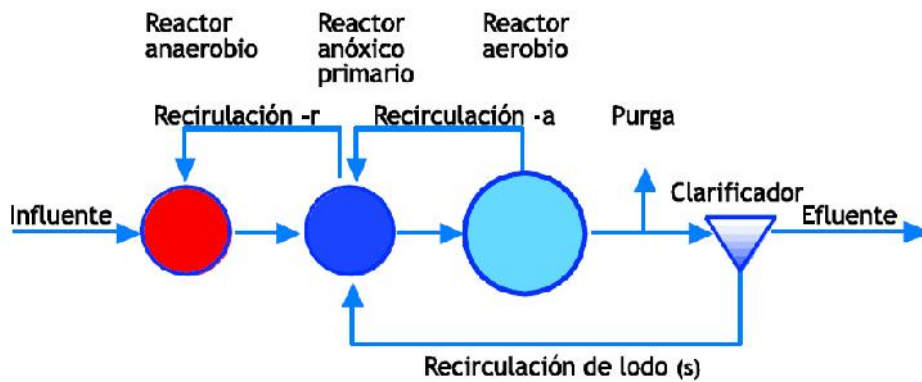 Reactor
anaerobio
Reactor
anóxico
primario
Reactor
aerobio
Recirulación -r
Recirculación -a
Purga
Clarificador
Influente
Efluente
Recirculación de lodo (s)